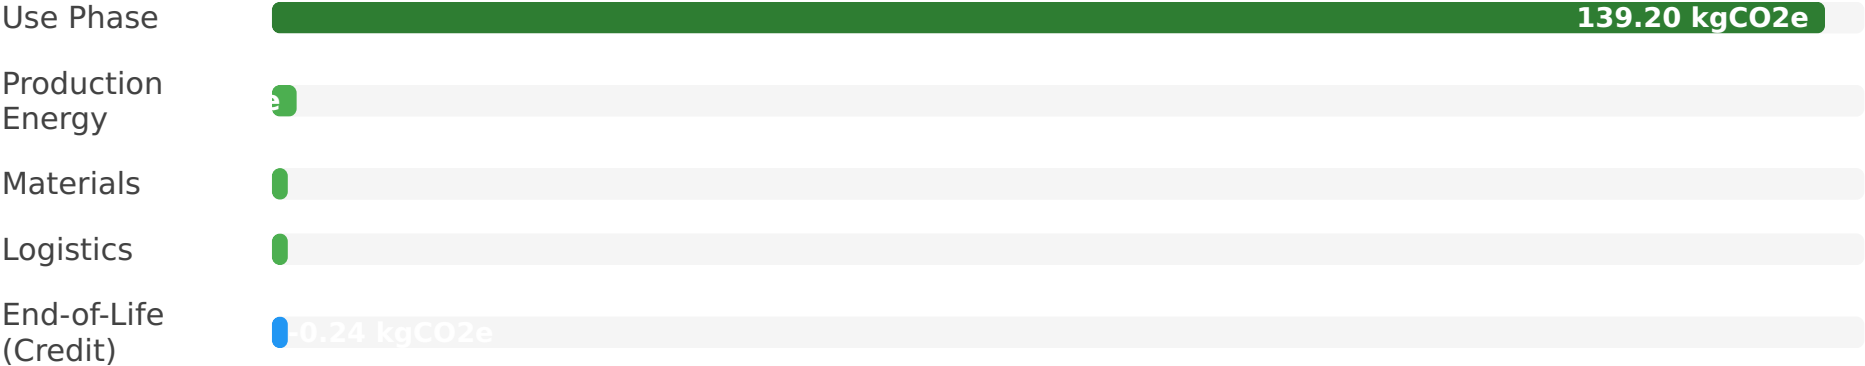 Use Phase
139.20 kgCO2e
Production
Energy
e
Materials
Logistics
End-of-Life
(Credit)
-0.24 kgCO2e